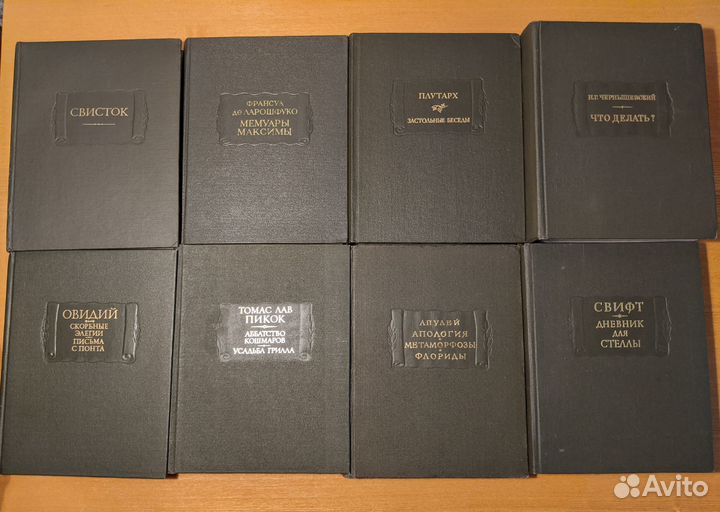 СВИСТОК
ФРАНСУА
ДЕ ЛАРОШФУКО
МЕМУАРЫ
МАКСИМЫ
ПЛУТАРХ
ЗАСТОЛЬНЫЕ БЕСЕДЫ
Н.Г. ЧЕРНЫШЕВСКИЙ
ЧТО ДЕЛАТЬ?
ОВИДИЙ
СКОРБНЫЕ
ЭЛЕГИИ
ПИСЬМА
С ПОНТА
ТОМАС ЛАВ
ПИКОК
АББАТСТВО
КОШМАРОВ
УСАДЬБА ГРИЛЛА
АПУЛЕЙ
АПОЛОГИЯ
МЕТАМОРФОЗЫ
ФЛОРИДЫ
СВИФТ
ДНЕВНИК
ДЛЯ
СТЕЛЛЫ
Avito